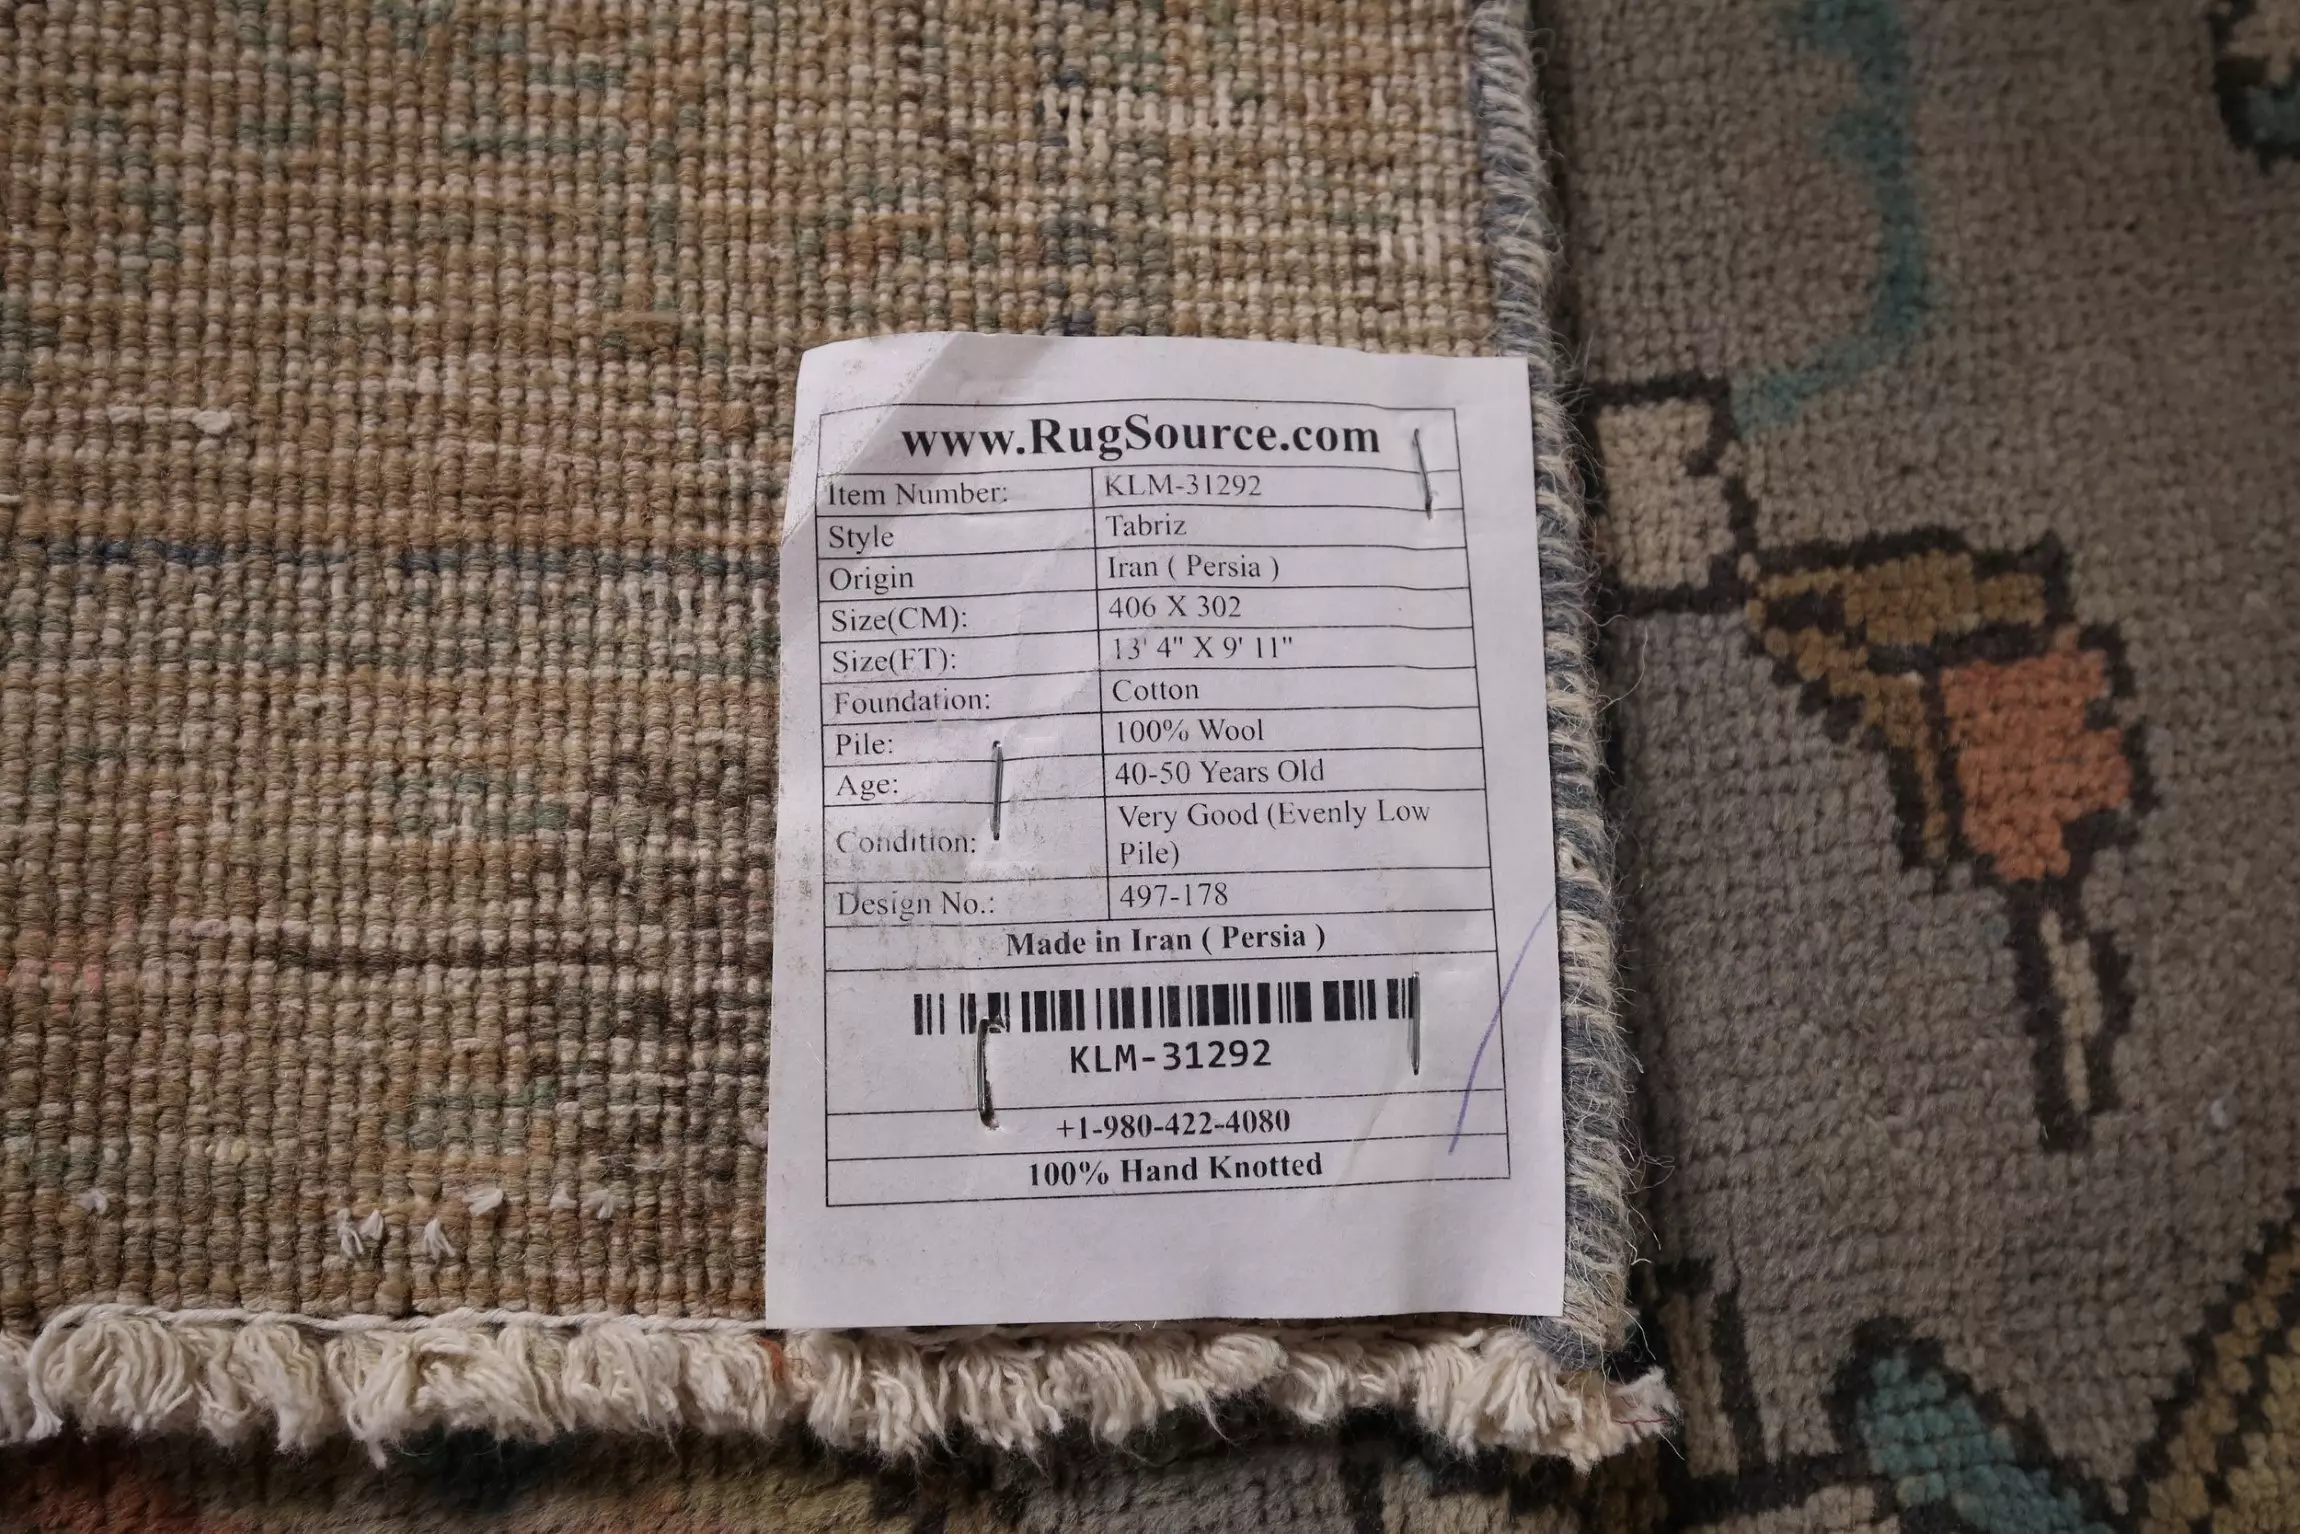 www.RugSource.com
Item Number: KLM-31292
Style Tabriz
Origin Iran ( Persia )
Size(CM): 406 X 302
Size(FT): 13' 4" X 9' 11"
Foundation: Cotton
Pile: 100% Wool
Age: 40-50 Years Old
Condition: Very Good (Evenly Low
Pile)
Design No.: 497-178
Made in Iran ( Persia )
KLM-31292
+1-980-422-4080
100% Hand Knotted